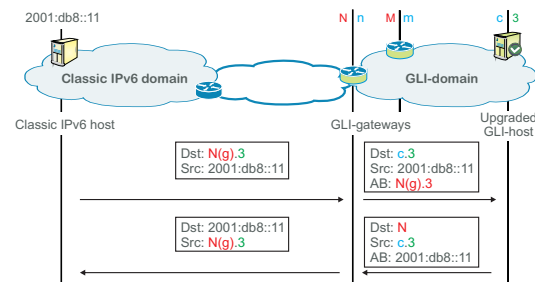 2001:db8::11
N n
M m
c 3
Classic IPv6 domain
GLI-domain
Classic IPv6 host
GLI-gateways
Upgraded
GLI-host
Dst: N(g).3
Src: 2001:db8::11
Dst: c.3
Src: 2001:db8::11
AB: N(g).3
Dst: 2001:db8::11
Src: N(g).3
Dst: N
Src: c.3
AB: 2001:db8::11